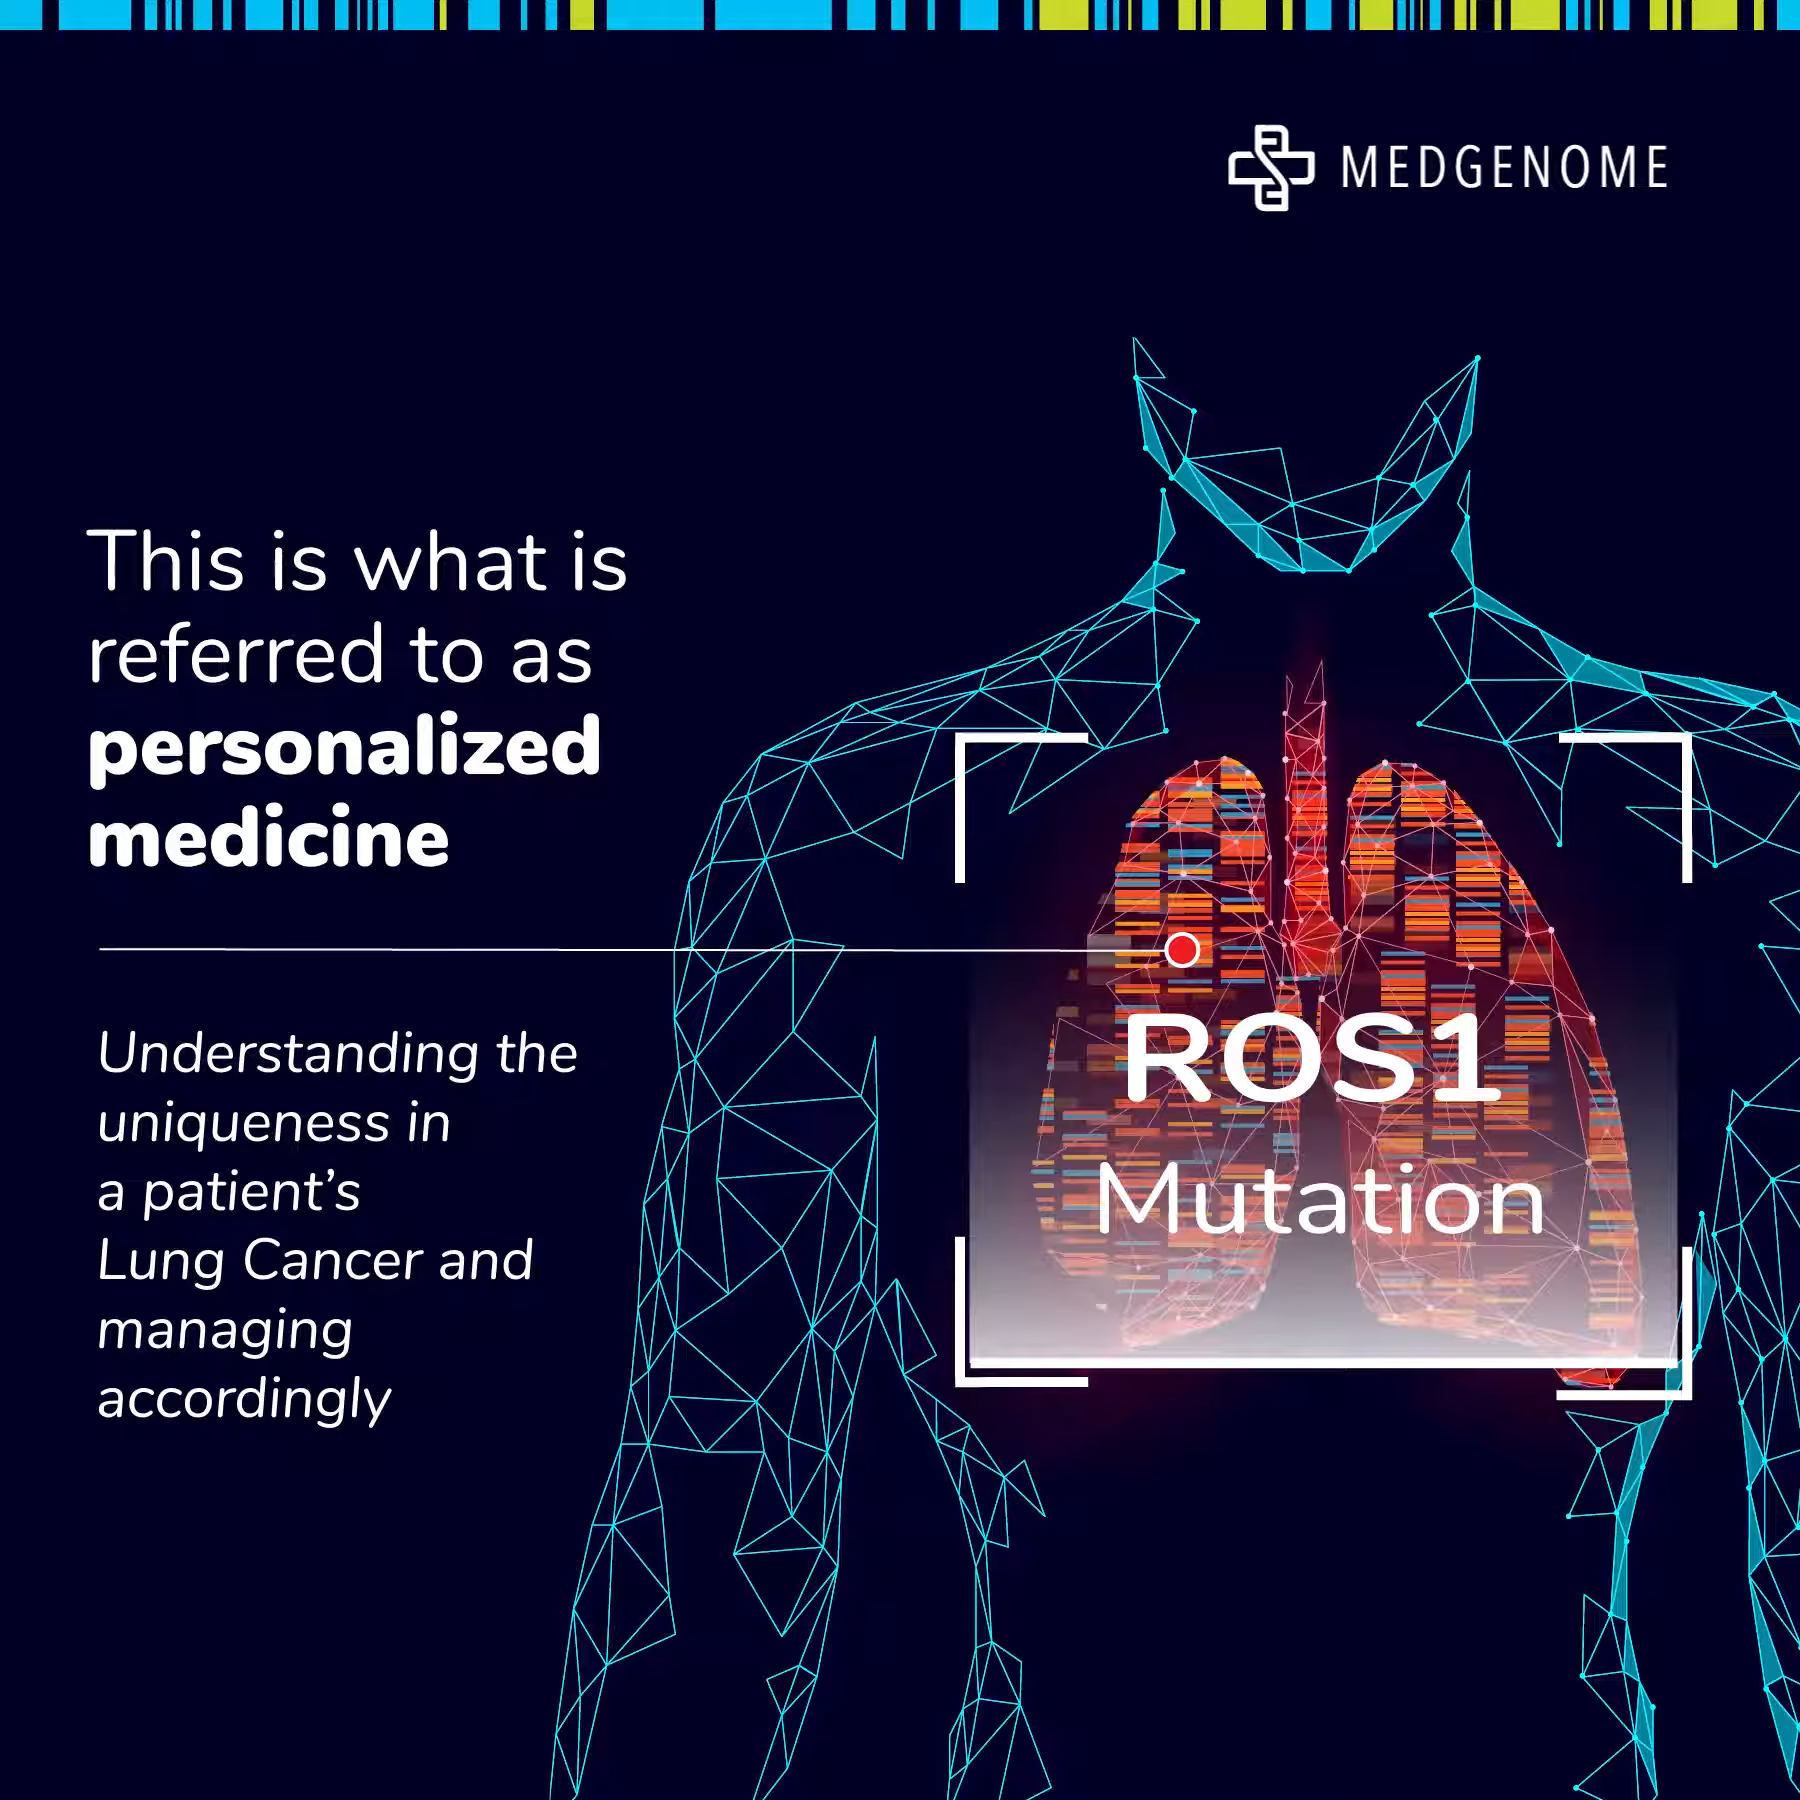 MEDGENOME
This is what is
referred to as
personalized
medicine
Understanding the
uniqueness in
a patient’s
Lung Cancer and
managing
accordingly
ROS1
Mutation